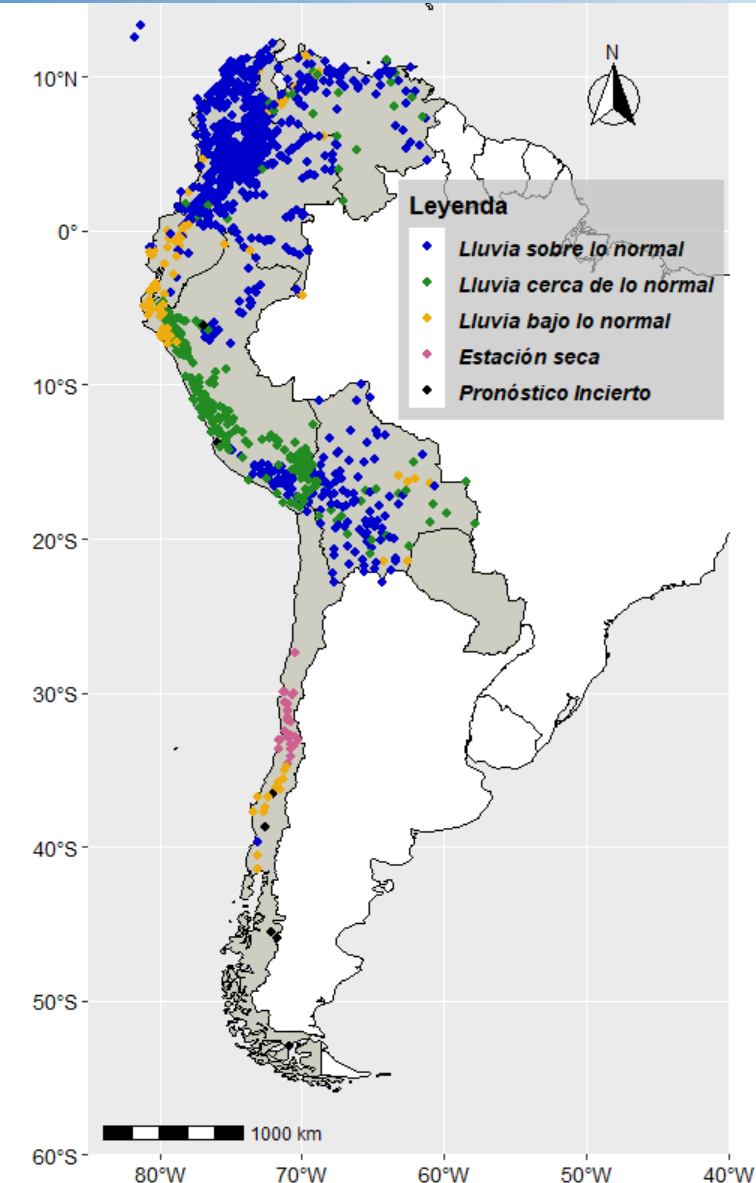 N
10°N
0°
10°S
20°S
30°S
40°S
50°S
60°S
Leyenda
Lluvia sobre lo normal
Lluvia cerca de lo normal
Lluvia bajo lo normal
Estación seca
Pronóstico Incierto
1000 km
80°W
70°W
60°W
50°W
40°W